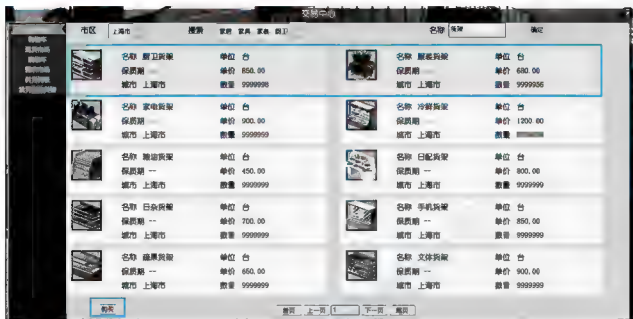 交易中心
市区 上海市 搜索 家庭 家具 家装 厨卫 名称 货架 确定
名称 厨卫货架 单位 台 名称 服装货架 单位 台
保质期 -- 单价 850.00 保质期 -- 单价 680.00
城市 上海市 数量 9999998 城市 上海市 数量 9999956
名称 家电货架 单位 台 名称 冷鲜货架 单位 台
保质期 -- 单价 900.00 保质期 -- 单价 1200.00
城市 上海市 数量 9999999 城市 上海市 数量
名称 粮油货架 单位 台 名称 日配货架 单位 台
保质期 -- 单价 450.00 保质期 -- 单价 800.00
城市 上海市 数量 9999999 城市 上海市 数量 9999999
名称 日杂货架 单位 台 名称 手机货架 单位 台
保质期 -- 单价 700.00 保质期 -- 单价 850.00
城市 上海市 数量 9999999 城市 上海市 数量 9999999
名称 蔬果货架 单位 台 名称 文体货架 单位 台
保质期 -- 单价 650.00 保质期 -- 单价 900.00
城市 上海市 数量 9999999 城市 上海市 数量 9999999
首页 上一页 1 下一页 尾页